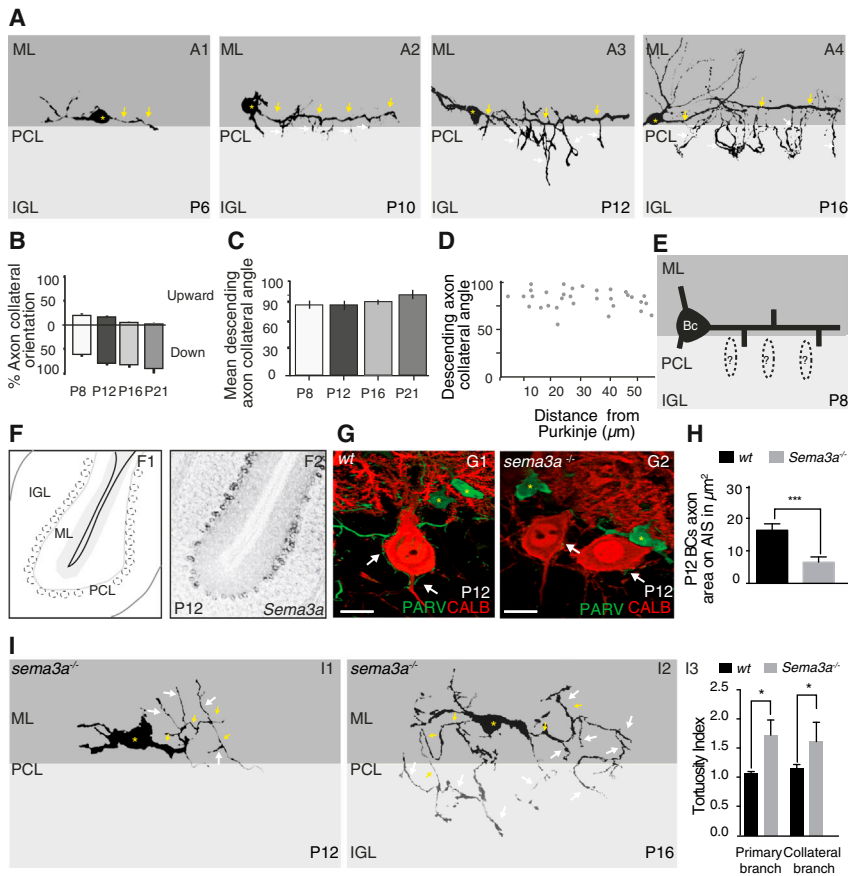 A
ML
A1
PCL
IGL
P6
ML
A2
PCL
IGL
P10
ML
A3
PCL
IGL
P12
ML
A4
PCL
IGL
P16
B
% Axon collateral
orientation
100
50
0
50
100
Upward
Down
P8 P12 P16 P21
C
Mean descending
axon collateral angle
90
60
90
30
0
P8 P12 P16 P21
D
Descending axon
collateral angle
100
75
50
0
10 20 30 40 50
Distance from
Purkinje (µm)
E
ML
Bc
PCL
? ? ?
IGL
P8
F
F1
IGL
ML
PCL
F2
P12
Sema3a
G
wt
G1
P12
PARV CALB
sema3a -/-
G2
P12
PARV CALB
H
wt Sema3a-/-
P12 BCs axon
area on AIS in µm2
30
20
10
0
***
I
sema3a-/-
I1
ML
PCL
P12
sema3a-/-
I2
ML
PCL
IGL
P16
I3
wt Sema3a-/-
Tortuosity Index
2.5
2.0
1.5
1.0
0.0
* *
Primary
branch
Collateral
branch